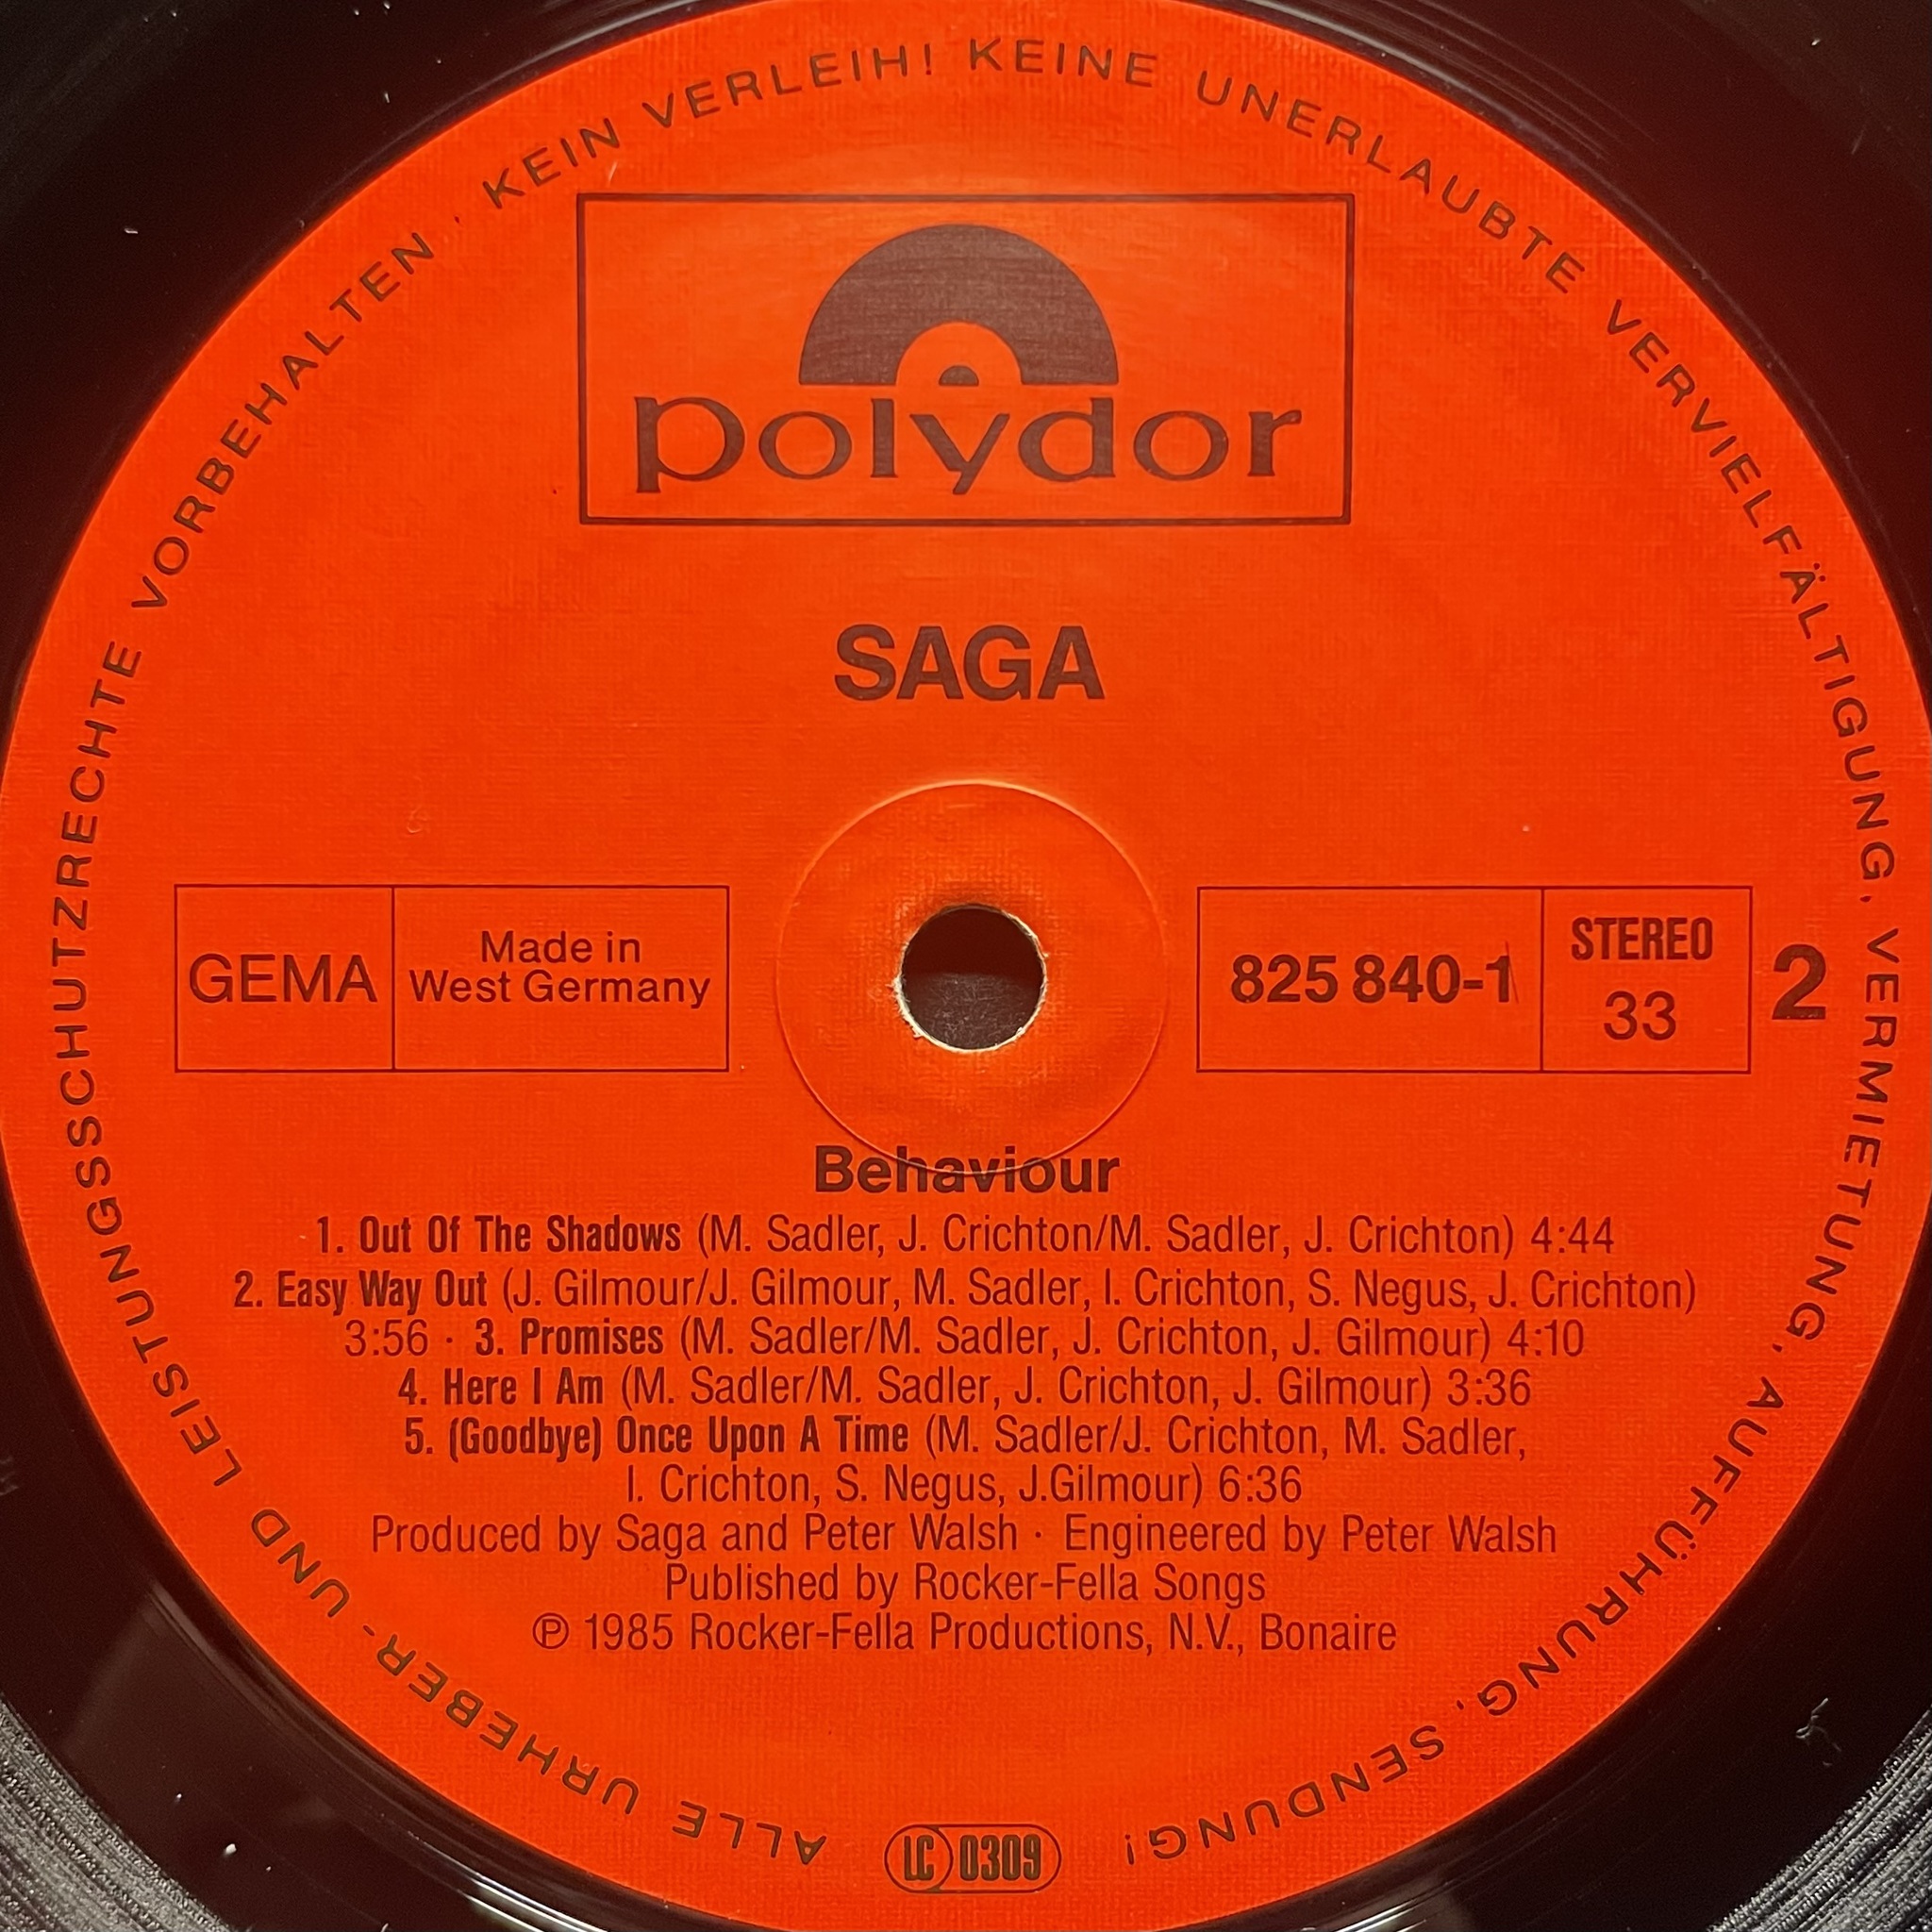 ALLE URHEBER- UND LEISTUNGSSCHUTZRECHTE VORBEHALTEN · KEIN VERLEIH! KEINE UNERLAUBTE VERVIELFÄLTIGUNG, VERMIETUNG, AUFFÜHRUNG, SENDUNG!
polydor
SAGA
GEMA
Made in
West Germany
825 840-1
STEREO
33
2
Behaviour
1. Out Of The Shadows (M. Sadler, J. Crichton/M. Sadler, J. Crichton) 4:44
2. Easy Way Out (J. Gilmour/J. Gilmour, M. Sadler, I. Crichton, S. Negus, J. Crichton)
3:56 · 3. Promises (M. Sadler/M. Sadler, J. Crichton, J. Gilmour) 4:10
4. Here I Am (M. Sadler/M. Sadler, J. Crichton, J. Gilmour) 3:36
5. (Goodbye) Once Upon A Time (M. Sadler/J. Crichton, M. Sadler,
I. Crichton, S. Negus, J.Gilmour) 6:36
Produced by Saga and Peter Walsh · Engineered by Peter Walsh
Published by Rocker-Fella Songs
℗ 1985 Rocker-Fella Productions, N.V., Bonaire
LC 0309